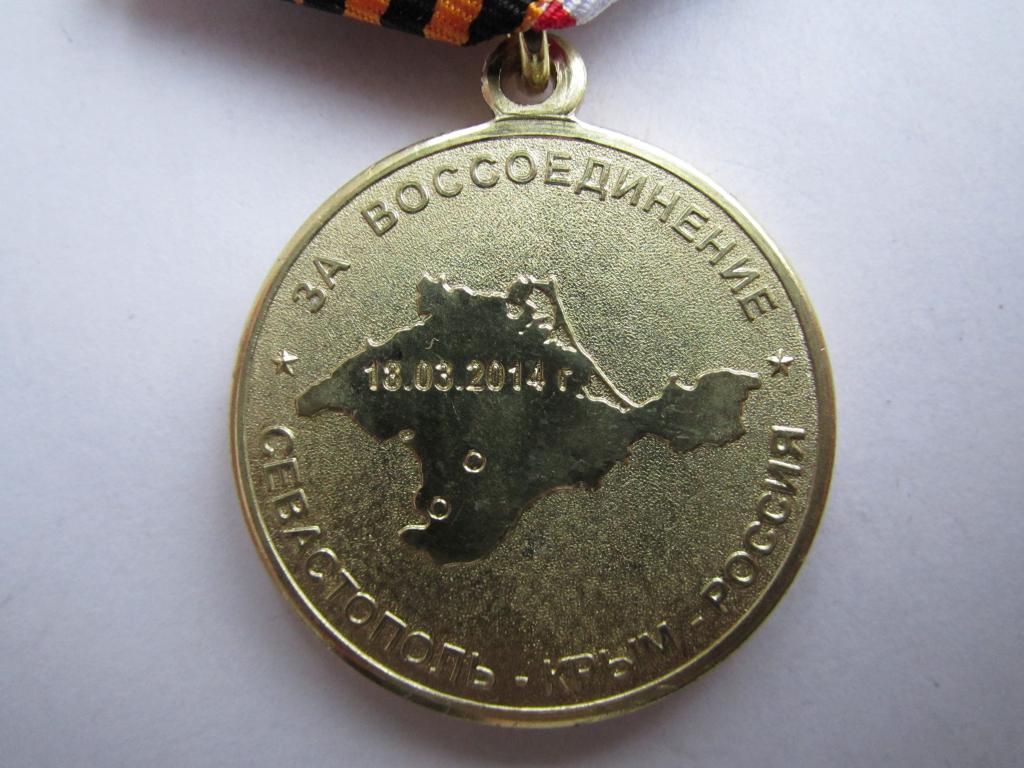 ЗА ВОССОЕДИНЕНИЕ
18.03.2014 г.
СЕВАСТОПОЛЬ - КРЫМ - РОССИЯ